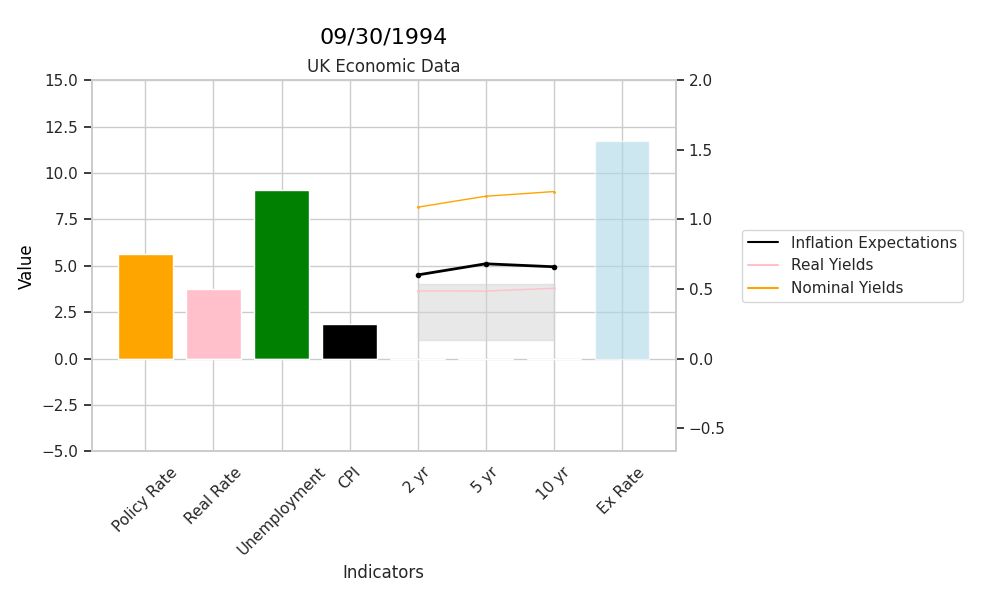 09/30/1994
UK Economic Data
15.0
12.5
10.0
7.5
5.0
2.5
0.0
−2.5
−5.0
Value
2.0
1.5
1.0
0.5
0.0
−0.5
Inflation Expectations
Real Yields
Nominal Yields
Policy Rate
Real Rate
Unemployment
CPI
2 yr
5 yr
10 yr
Ex Rate
Indicators